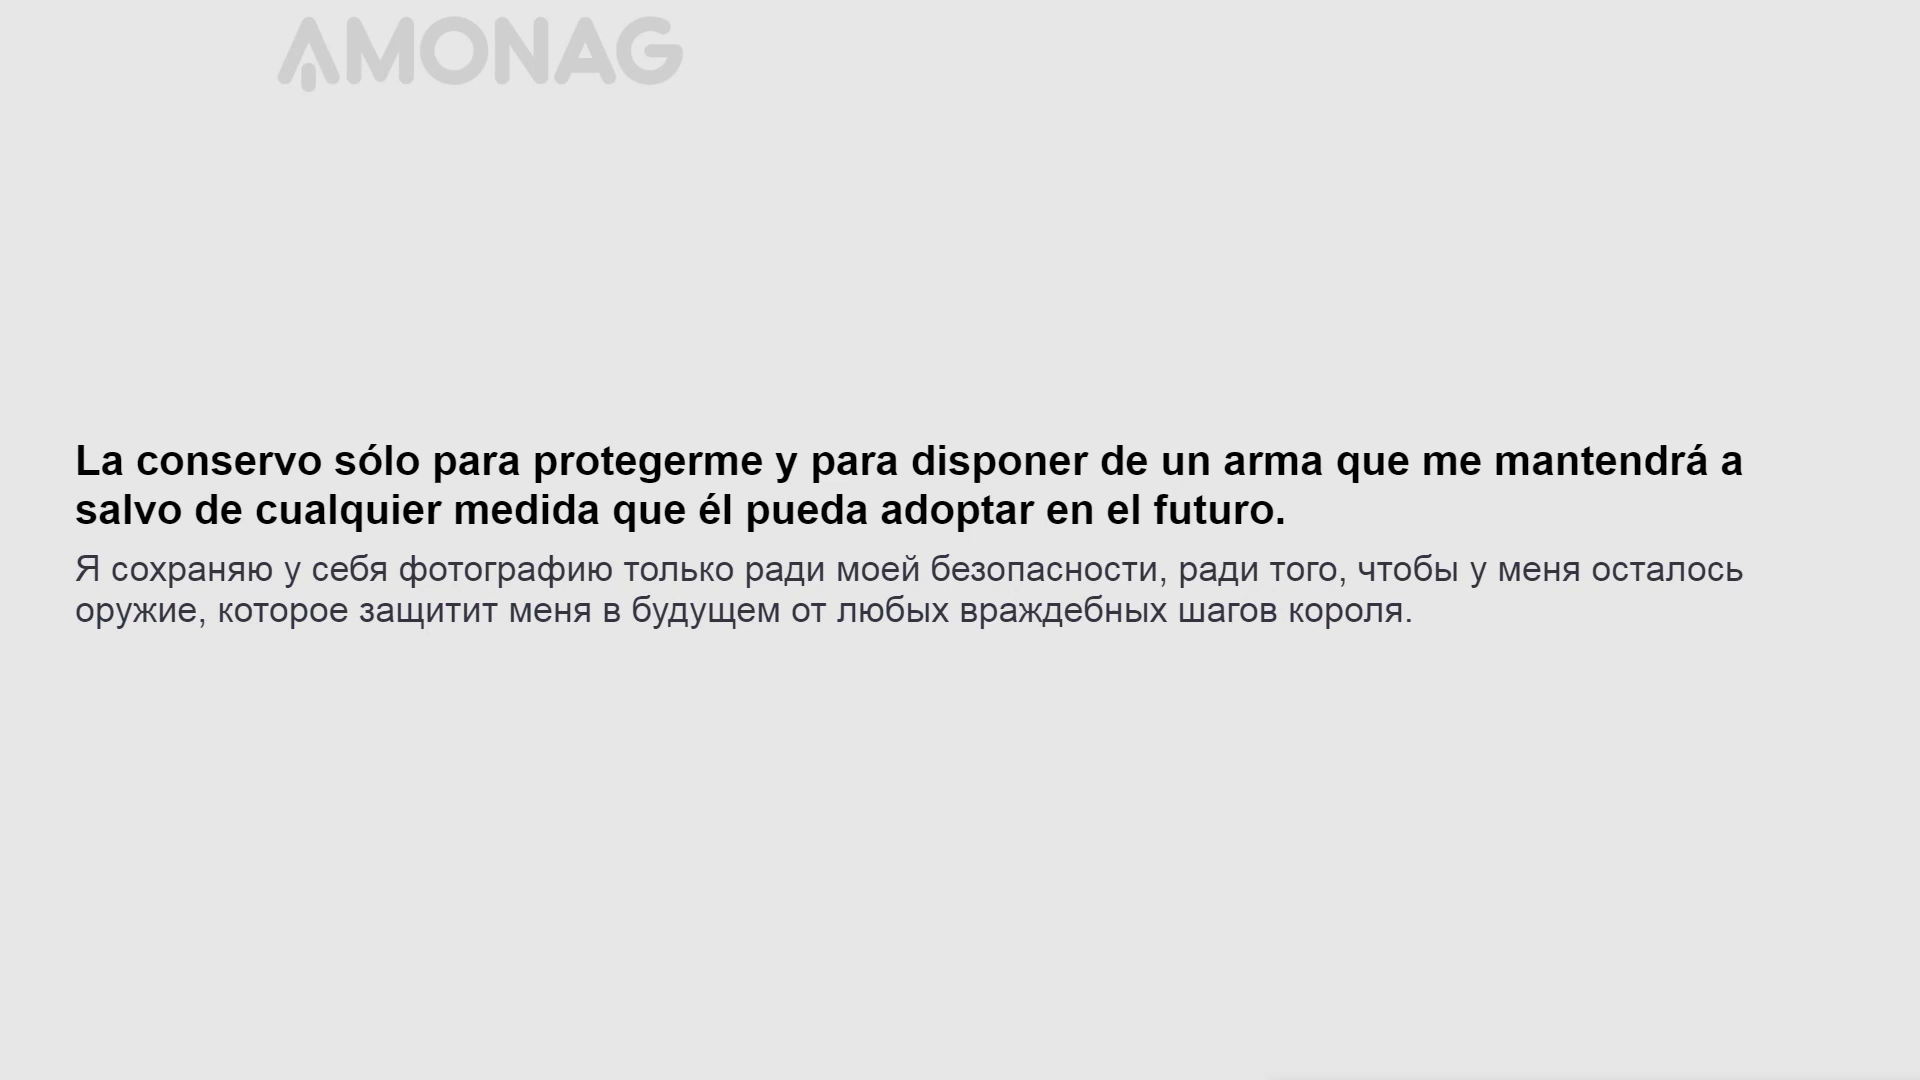 AMONAG
La conservo sólo para protegerme y para disponer de un arma que me mantendrá a
salvo de cualquier medida que él pueda adoptar en el futuro.
Я сохраняю у себя фотографию только ради моей безопасности, ради того, чтобы у меня осталось
оружие, которое защитит меня в будущем от любых враждебных шагов короля.